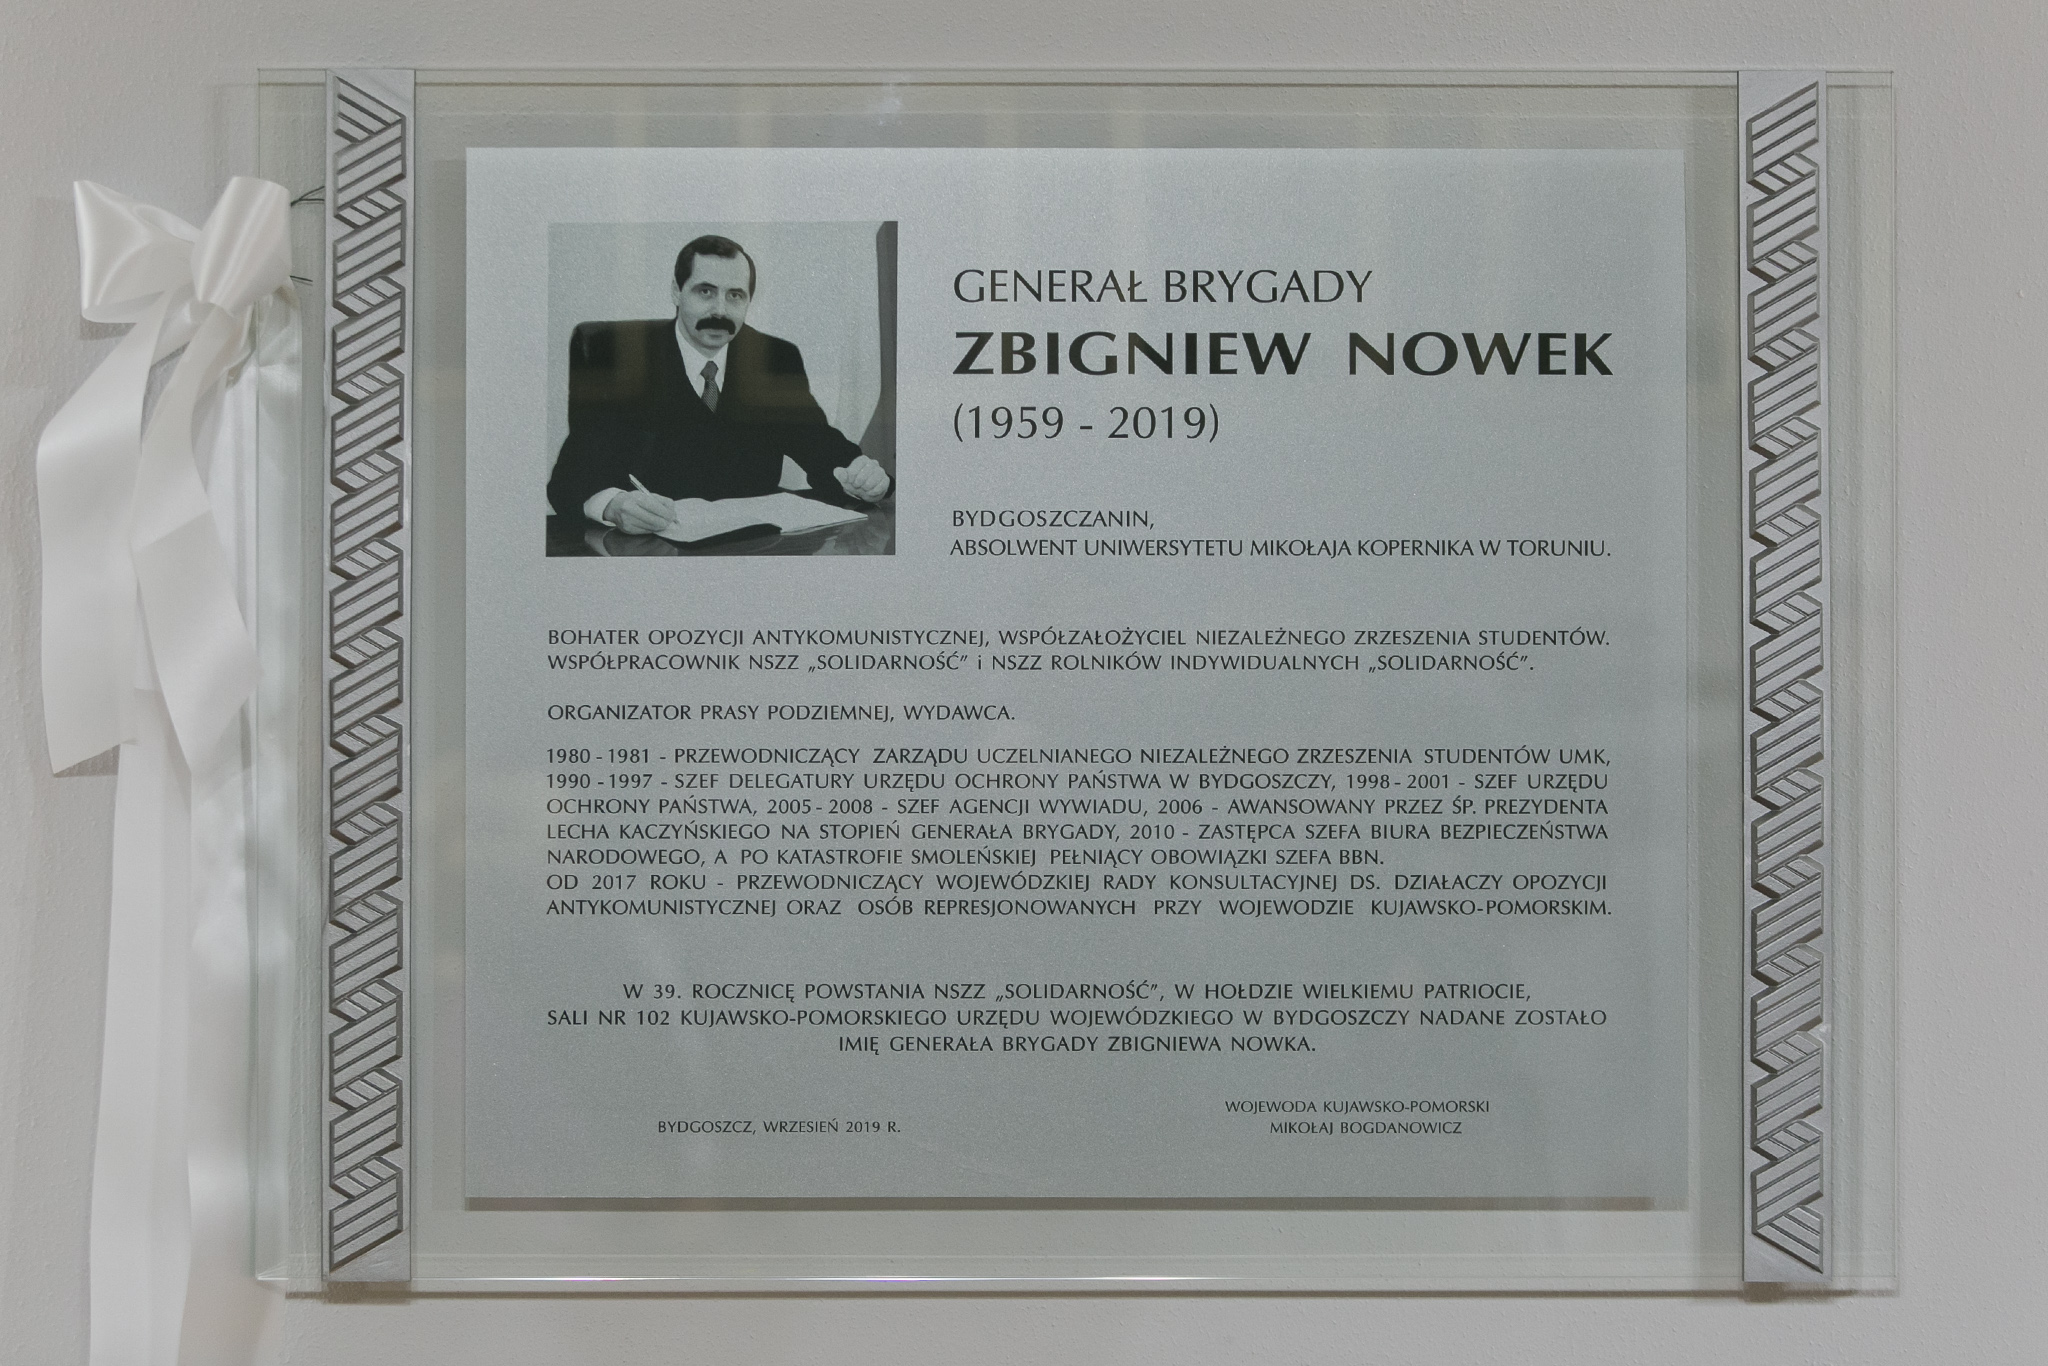 GENERAŁ BRYGADY
ZBIGNIEW NOWEK
(1959 - 2019)
BYDGOSZCZANIN,
ABSOLWENT UNIWERSYTETU MIKOŁAJA KOPERNIKA W TORUNIU.
BOHATER OPOZYCJI ANTYKOMUNISTYCZNEJ, WSPÓŁZAŁOŻYCIEL NIEZALEŻNEGO ZRZESZENIA STUDENTÓW.
WSPÓŁPRACOWNIK NSZZ „SOLIDARNOŚĆ” i NSZZ ROLNIKÓW INDYWIDUALNYCH „SOLIDARNOŚĆ”.
ORGANIZATOR PRASY PODZIEMNEJ, WYDAWCA.
1980 - 1981 - PRZEWODNICZĄCY ZARZĄDU UCZELNIANEGO NIEZALEŻNEGO ZRZESZENIA STUDENTÓW UMK,
1990 - 1997 - SZEF DELEGATURY URZĘDU OCHRONY PAŃSTWA W BYDGOSZCZY, 1998 - 2001 - SZEF URZĘDU
OCHRONY PAŃSTWA, 2005 - 2008 - SZEF AGENCJI WYWIADU, 2006 - AWANSOWANY PRZEZ ŚP. PREZYDENTA
LECHA KACZYŃSKIEGO NA STOPIEŃ GENERAŁA BRYGADY, 2010 - ZASTĘPCA SZEFA BIURA BEZPIECZEŃSTWA
NARODOWEGO, A PO KATASTROFIE SMOLEŃSKIEJ PEŁNIĄCY OBOWIĄZKI SZEFA BBN.
OD 2017 ROKU - PRZEWODNICZĄCY WOJEWÓDZKIEJ RADY KONSULTACYJNEJ DS. DZIAŁACZY OPOZYCJI
ANTYKOMUNISTYCZNEJ ORAZ OSÓB REPRESJONOWANYCH PRZY WOJEWODZIE KUJAWSKO-POMORSKIM.
W 39. ROCZNICĘ POWSTANIA NSZZ „SOLIDARNOŚĆ”, W HOŁDZIE WIELKIEMU PATRIOCIE,
SALI NR 102 KUJAWSKO-POMORSKIEGO URZĘDU WOJEWÓDZKIEGO W BYDGOSZCZY NADANE ZOSTAŁO
IMIĘ GENERAŁA BRYGADY ZBIGNIEWA NOWKA.
BYDGOSZCZ, WRZESIEŃ 2019 R.
WOJEWODA KUJAWSKO-POMORSKI
MIKOŁAJ BOGDANOWICZ